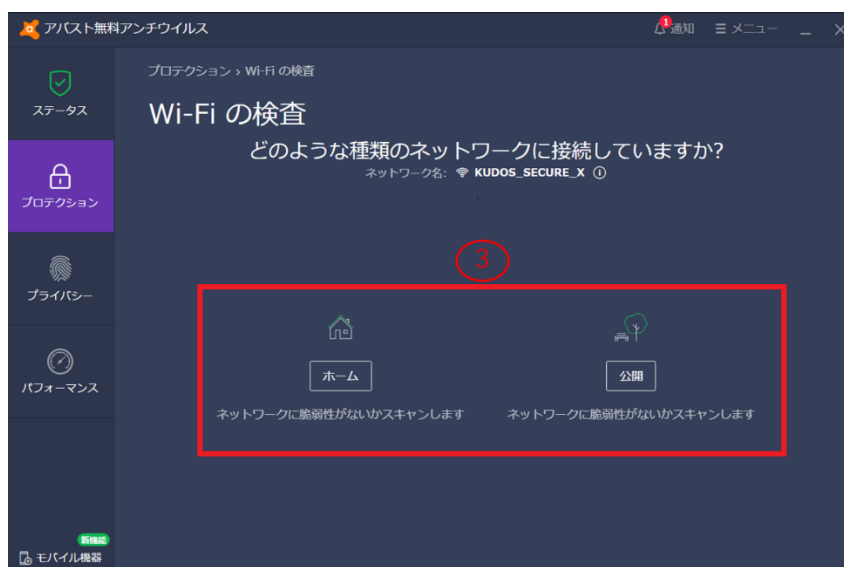 アバスト無料アンチウイルス
1
通知
メニュー
ステータス
プロテクション
プライバシー
パフォーマンス
新機能
モバイル機器
プロテクション › Wi-Fi の検査
Wi-Fi の検査
どのような種類のネットワークに接続していますか?
ネットワーク名: KUDOS_SECURE_X
3
ホーム
ネットワークに脆弱性がないかスキャンします
公開
ネットワークに脆弱性がないかスキャンします